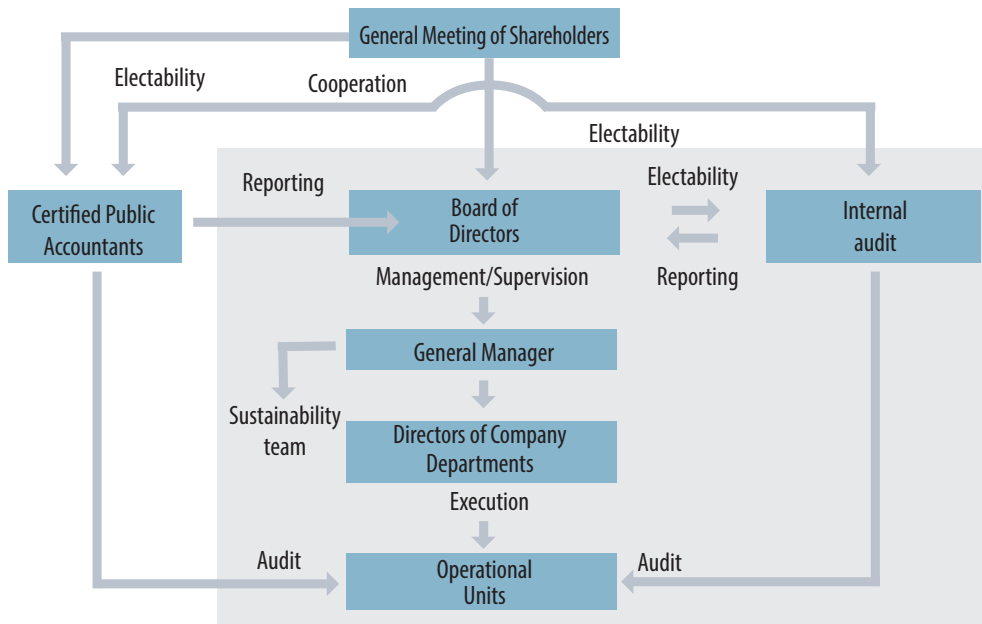 General Meeting of Shareholders
Electability
Cooperation
Electability
Reporting
Electability
Certified Public
Accountants
Board of
Directors
Internal
audit
Management/Supervision
Reporting
General Manager
Sustainability
team
Directors of Company
Departments
Execution
Audit
Operational
Units
Audit